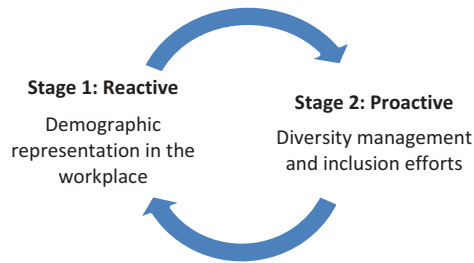 Stage 1: Reactive
Demographic
representation in the
workplace
Stage 2: Proactive
Diversity management
and inclusion efforts